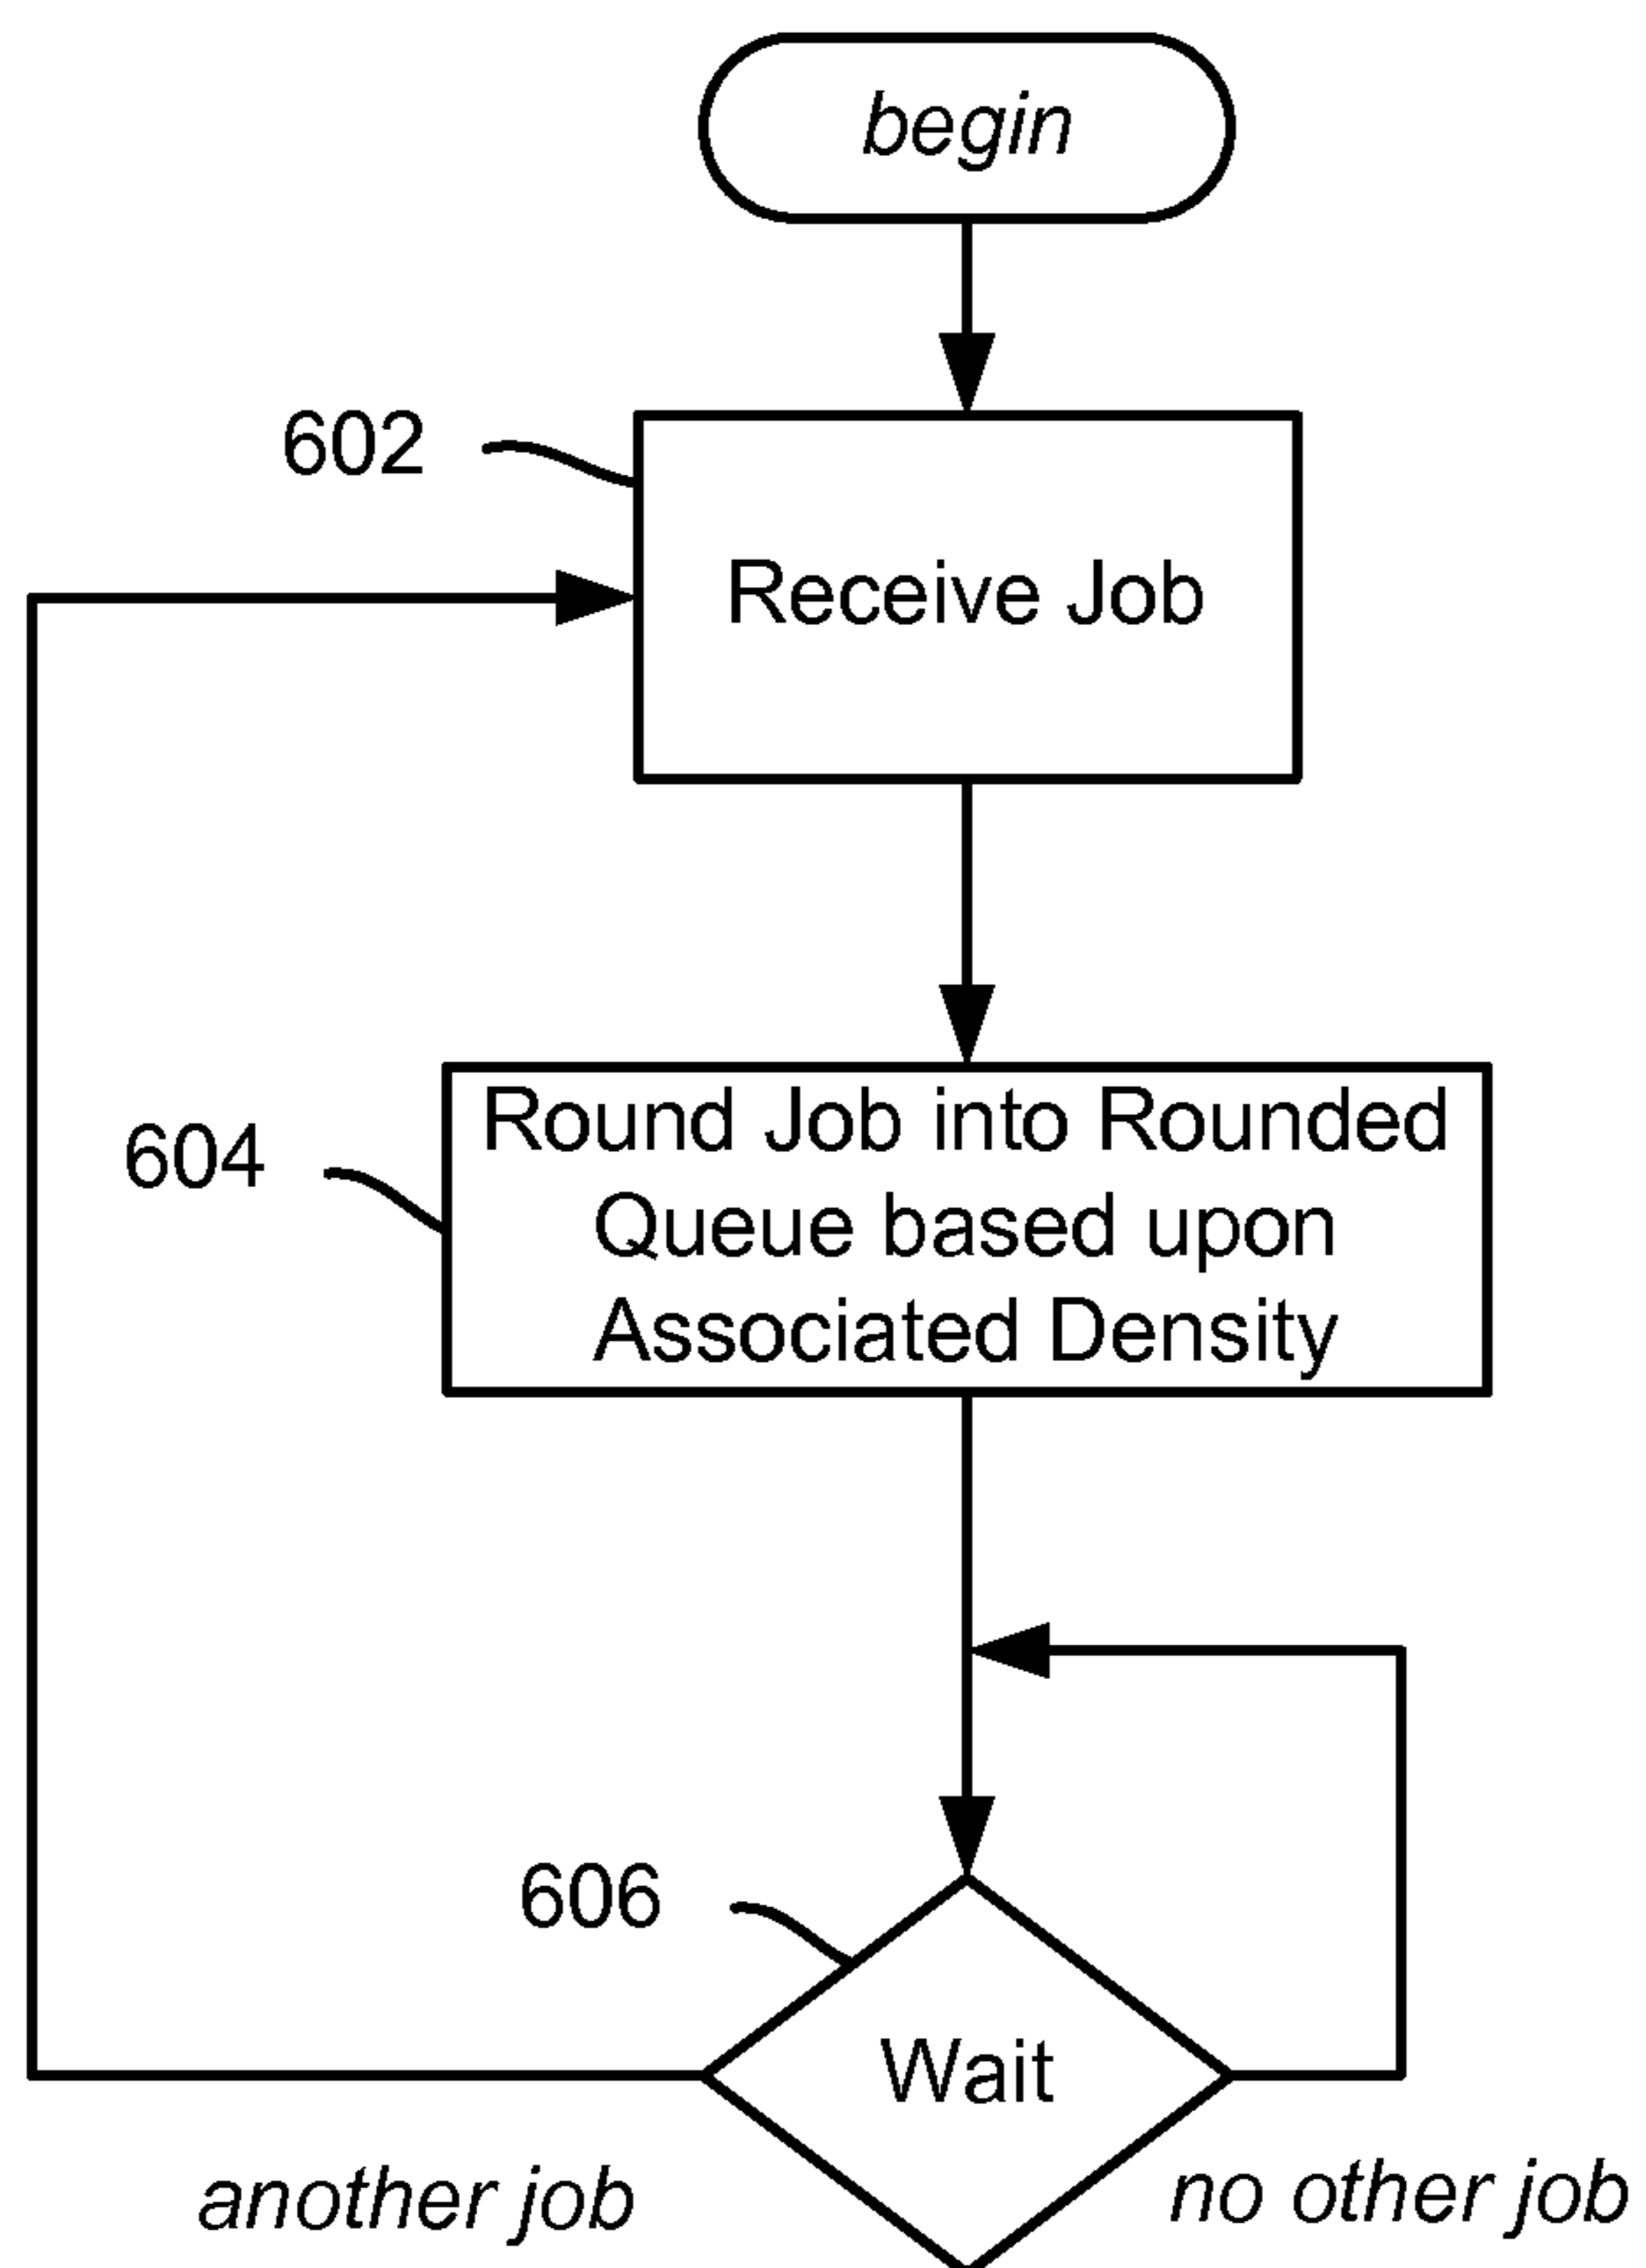 begin
602
Receive Job
604
Round Job into Rounded
Queue based upon
Associated Density
606
Wait
another job
no other job